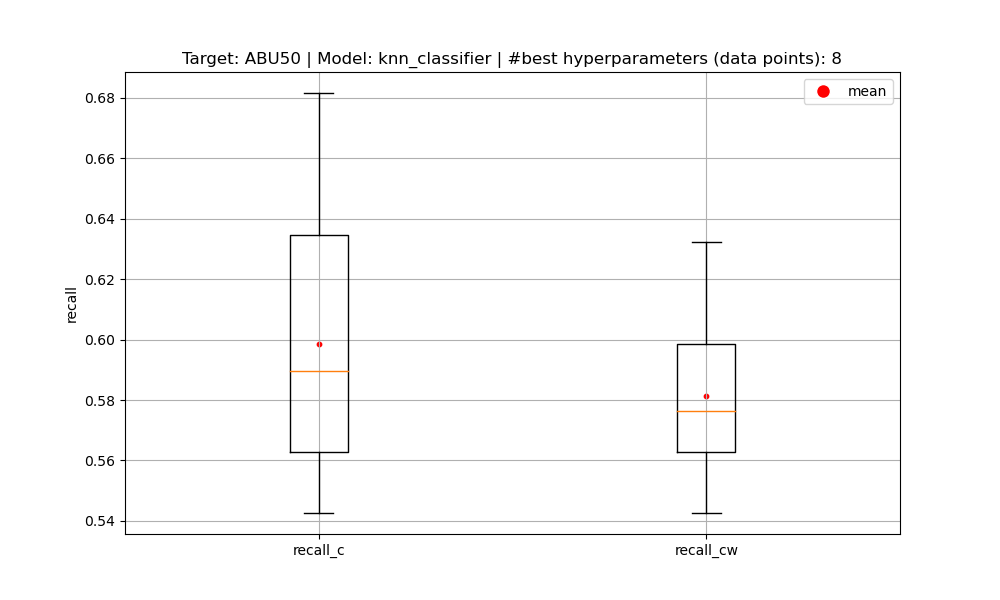 Target: ABU50 | Model: knn_classifier | #best hyperparameters (data points): 8
mean
0.68
0.66
0.64
0.62
0.60
0.58
0.56
0.54
recall
recall_c
recall_cw